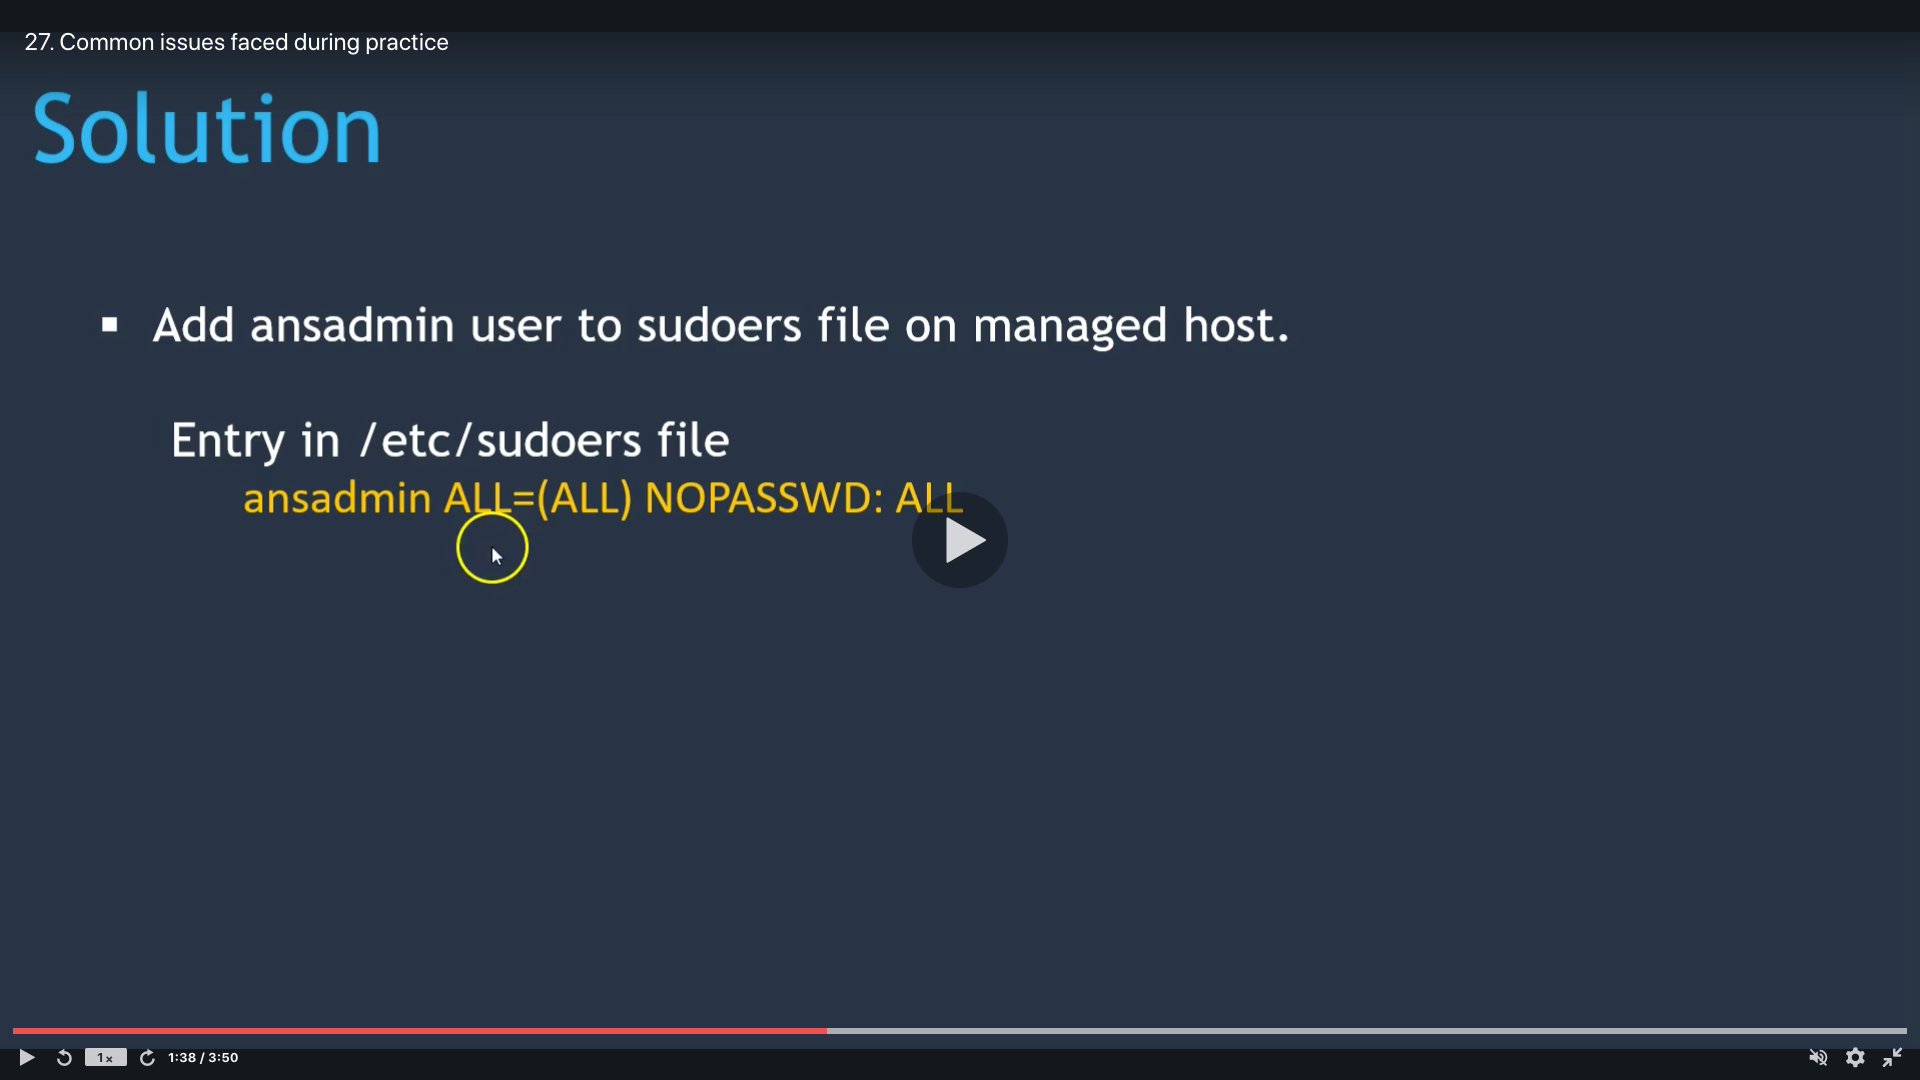 27. Common issues faced during practice
Solution
▪ Add ansadmin user to sudoers file on managed host.
Entry in /etc/sudoers file
ansadmin ALL=(ALL) NOPASSWD: ALL
1x
1:38 / 3:50